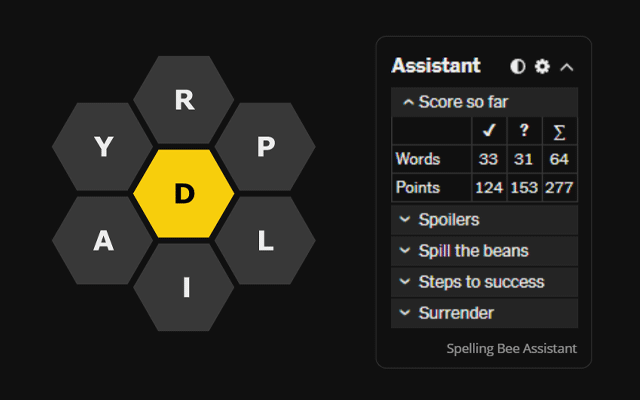 R
Y
P
D
A
L
I
Assistant
Score so far
✓ ? ∑
Words 33 31 64
Points 124 153 277
Spoilers
Spill the beans
Steps to success
Surrender
Spelling Bee Assistant